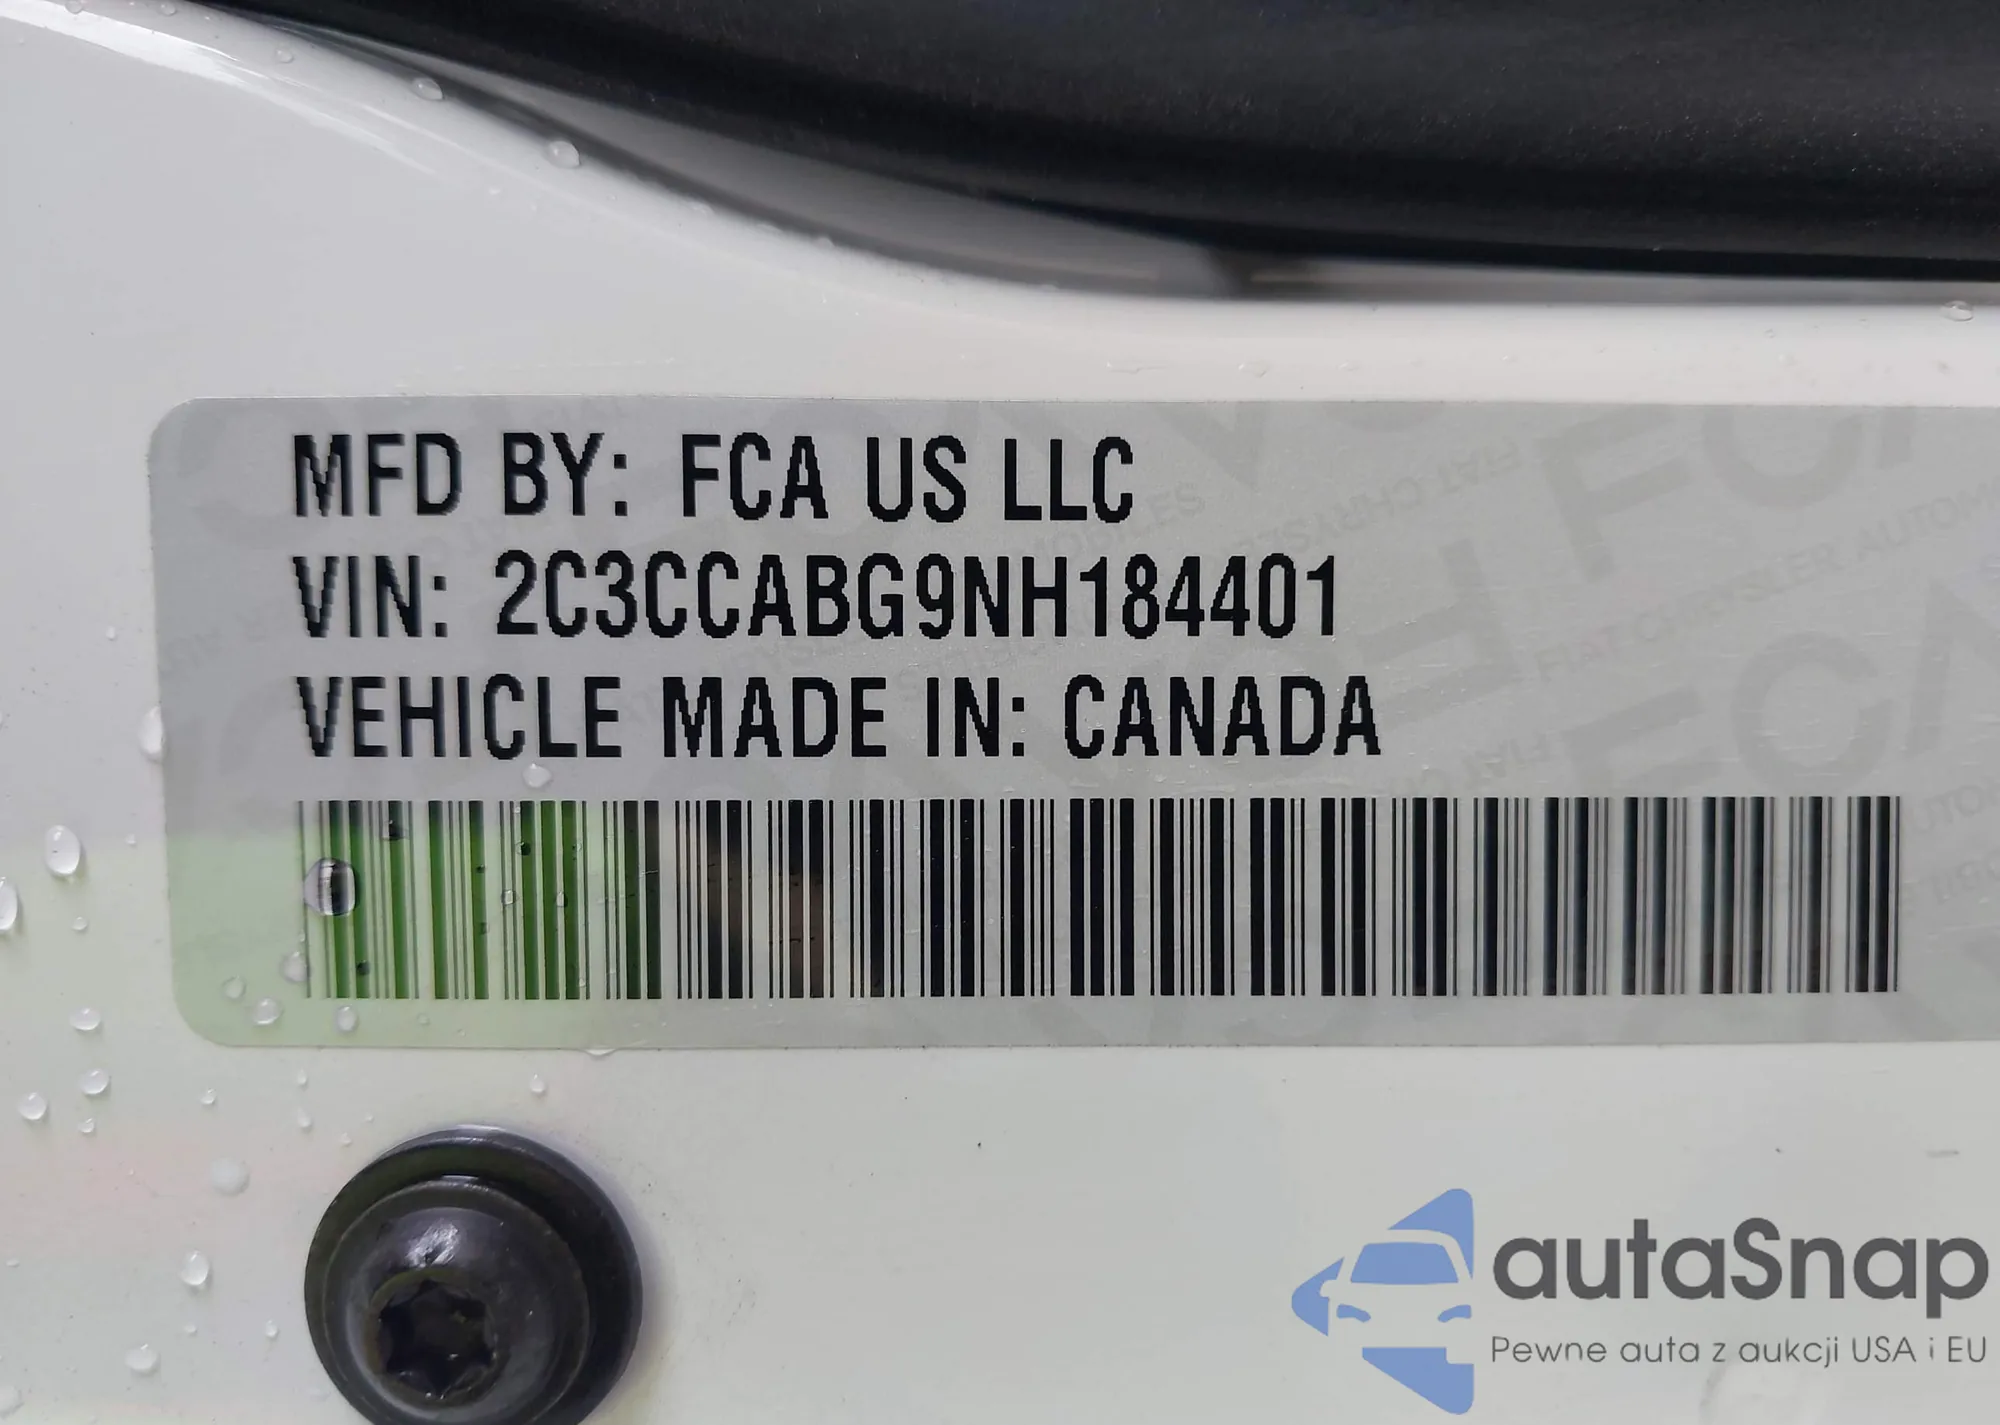 MFD BY: FCA US LLC
VIN: 2C3CCABG9NH184401
VEHICLE MADE IN: CANADA
autaSnap
Pewne auta z aukcji USA i EU